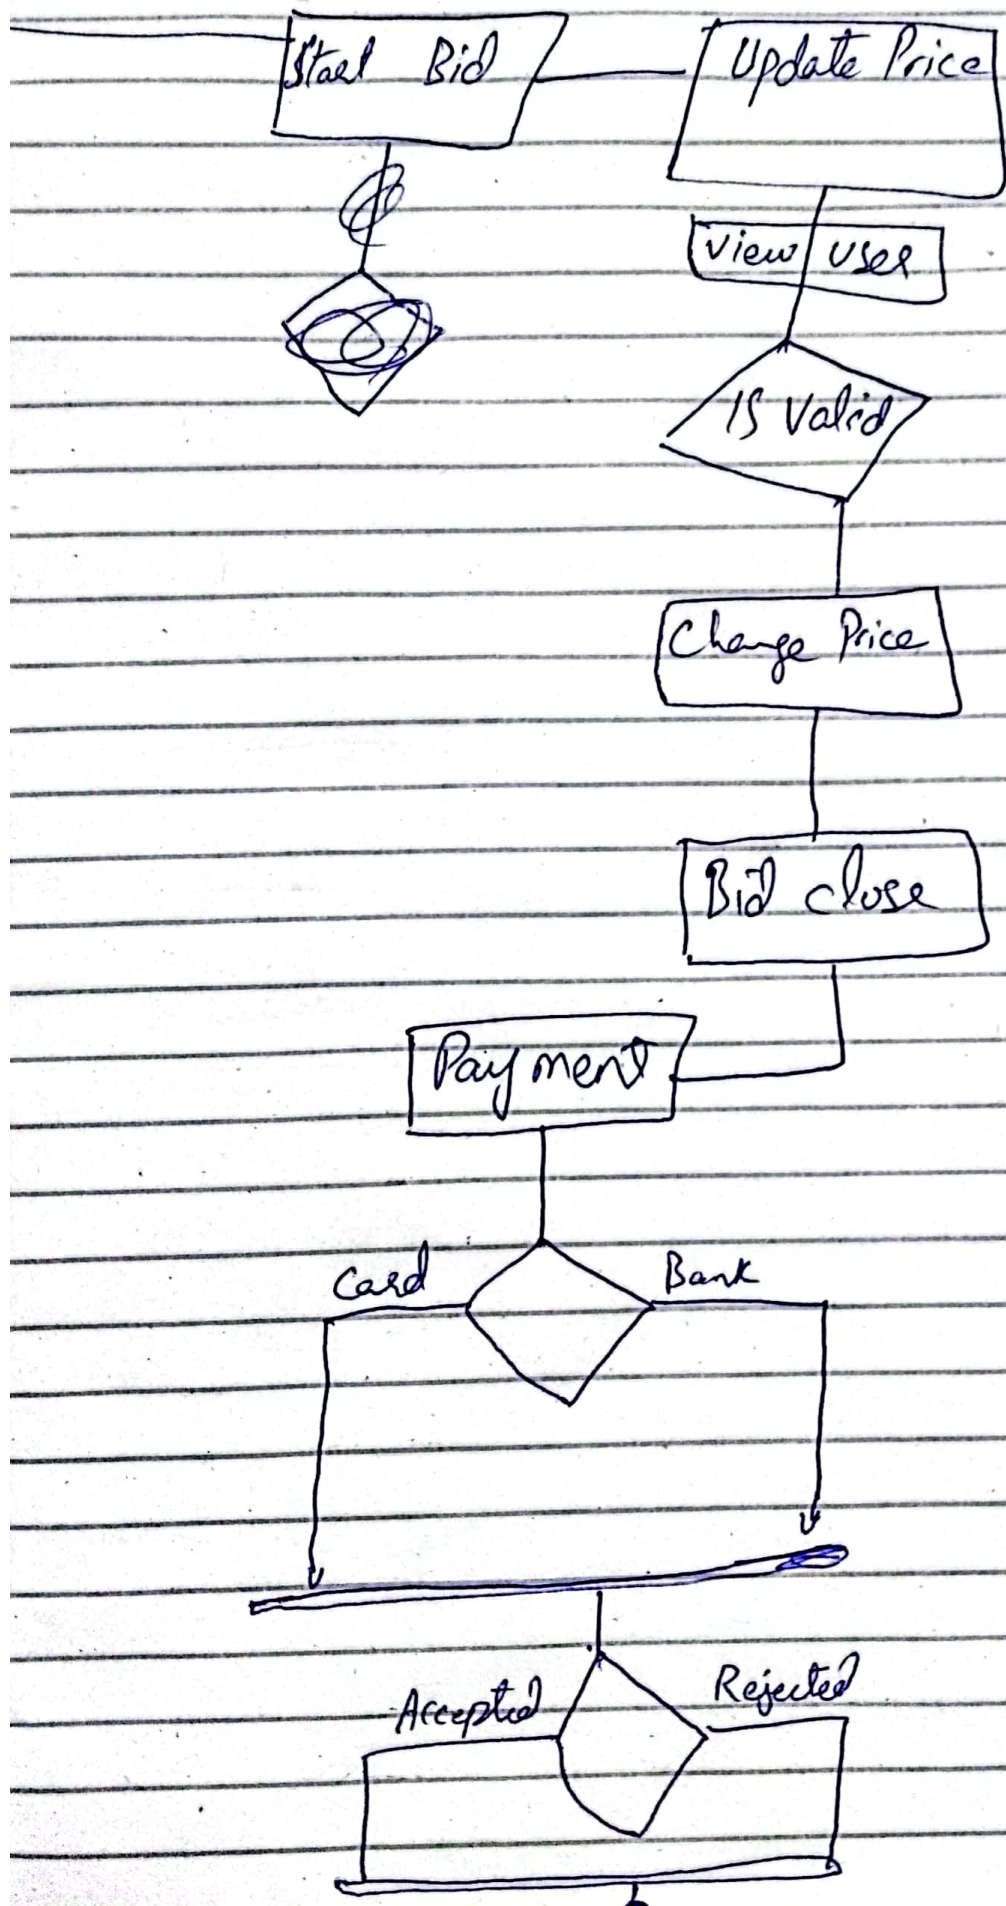 Start Bid
Update Price
View User
IS Valid
Change Price
Bid close
Payment
Card
Bank
Accepted
Rejected